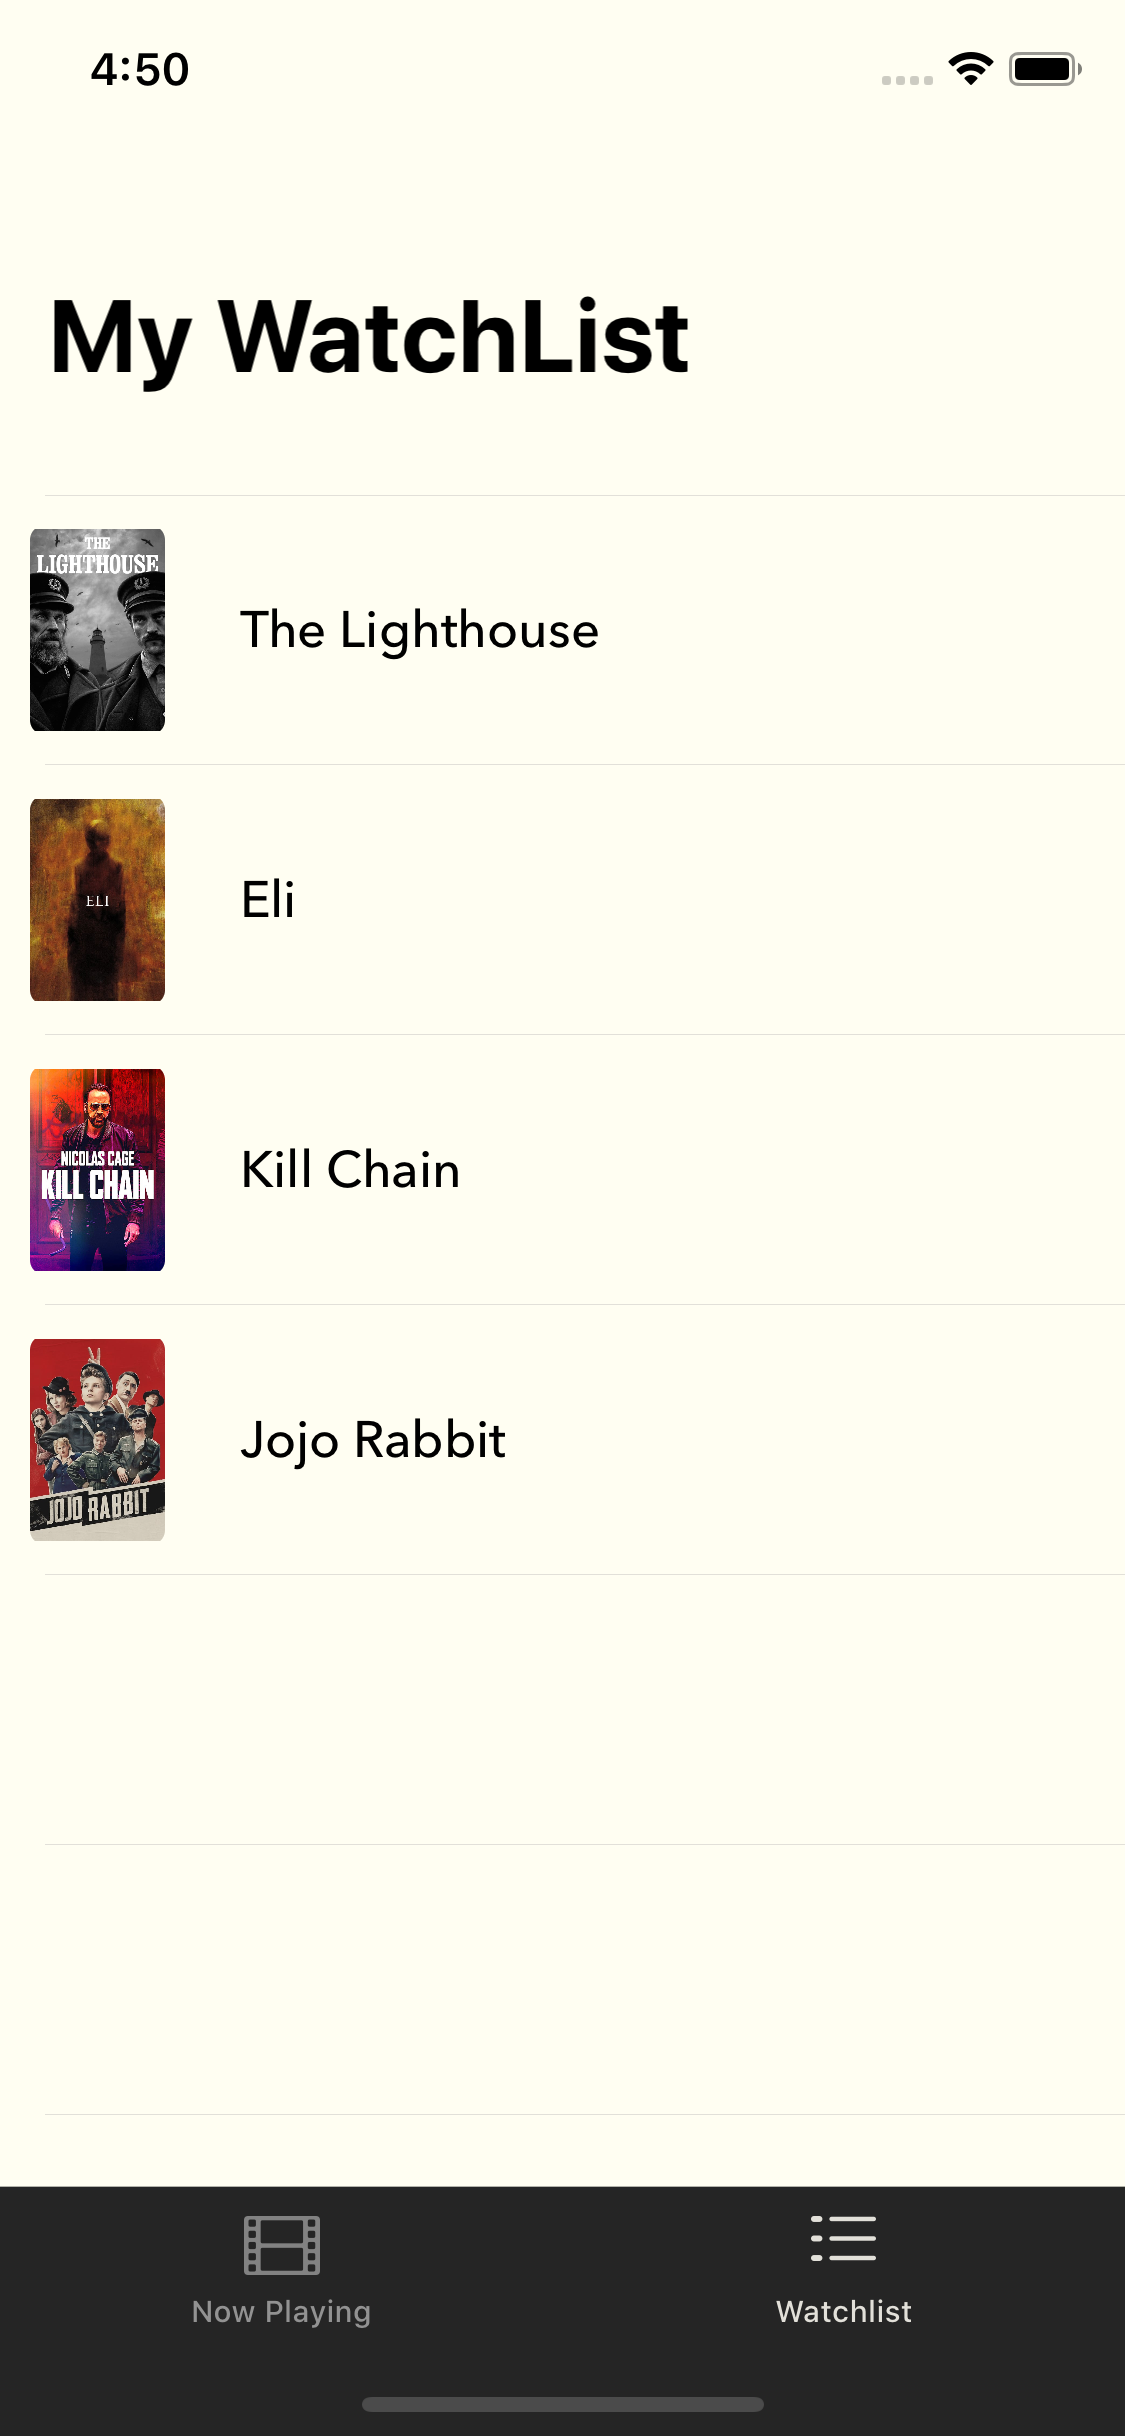 4:50
My WatchList
THE
LIGHTHOUSE
The Lighthouse
ELI
Eli
NICOLAS CAGE
KILL CHAIN
Kill Chain
JOJO RABBIT
Jojo Rabbit
Now Playing
Watchlist